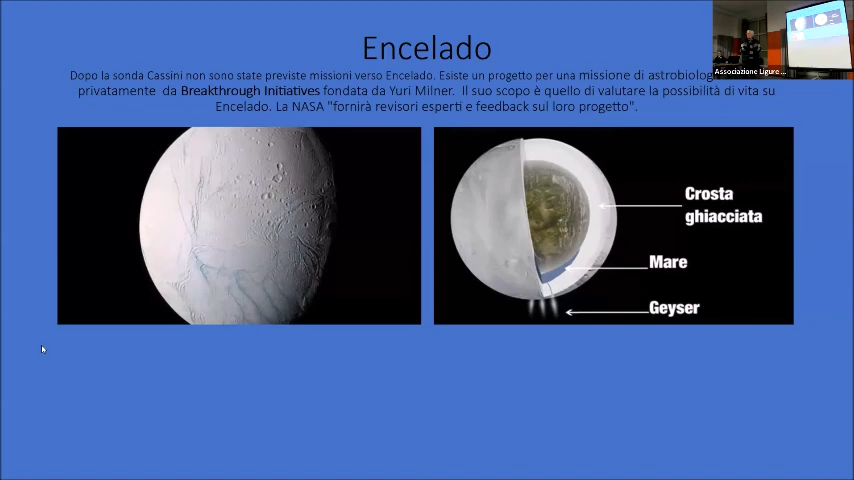 Encelado
Dopo la sonda Cassini non sono state previste missioni verso Encelado. Esiste un progetto per una missione di astrobiolog
privatamente da Breakthrough Initiatives fondata da Yuri Milner. Il suo scopo è quello di valutare la possibilità di vita su
Encelado. La NASA "fornirà revisori esperti e feedback sul loro progetto".
Crosta
ghiacciata
Mare
Geyser
Associazione Ligure ...